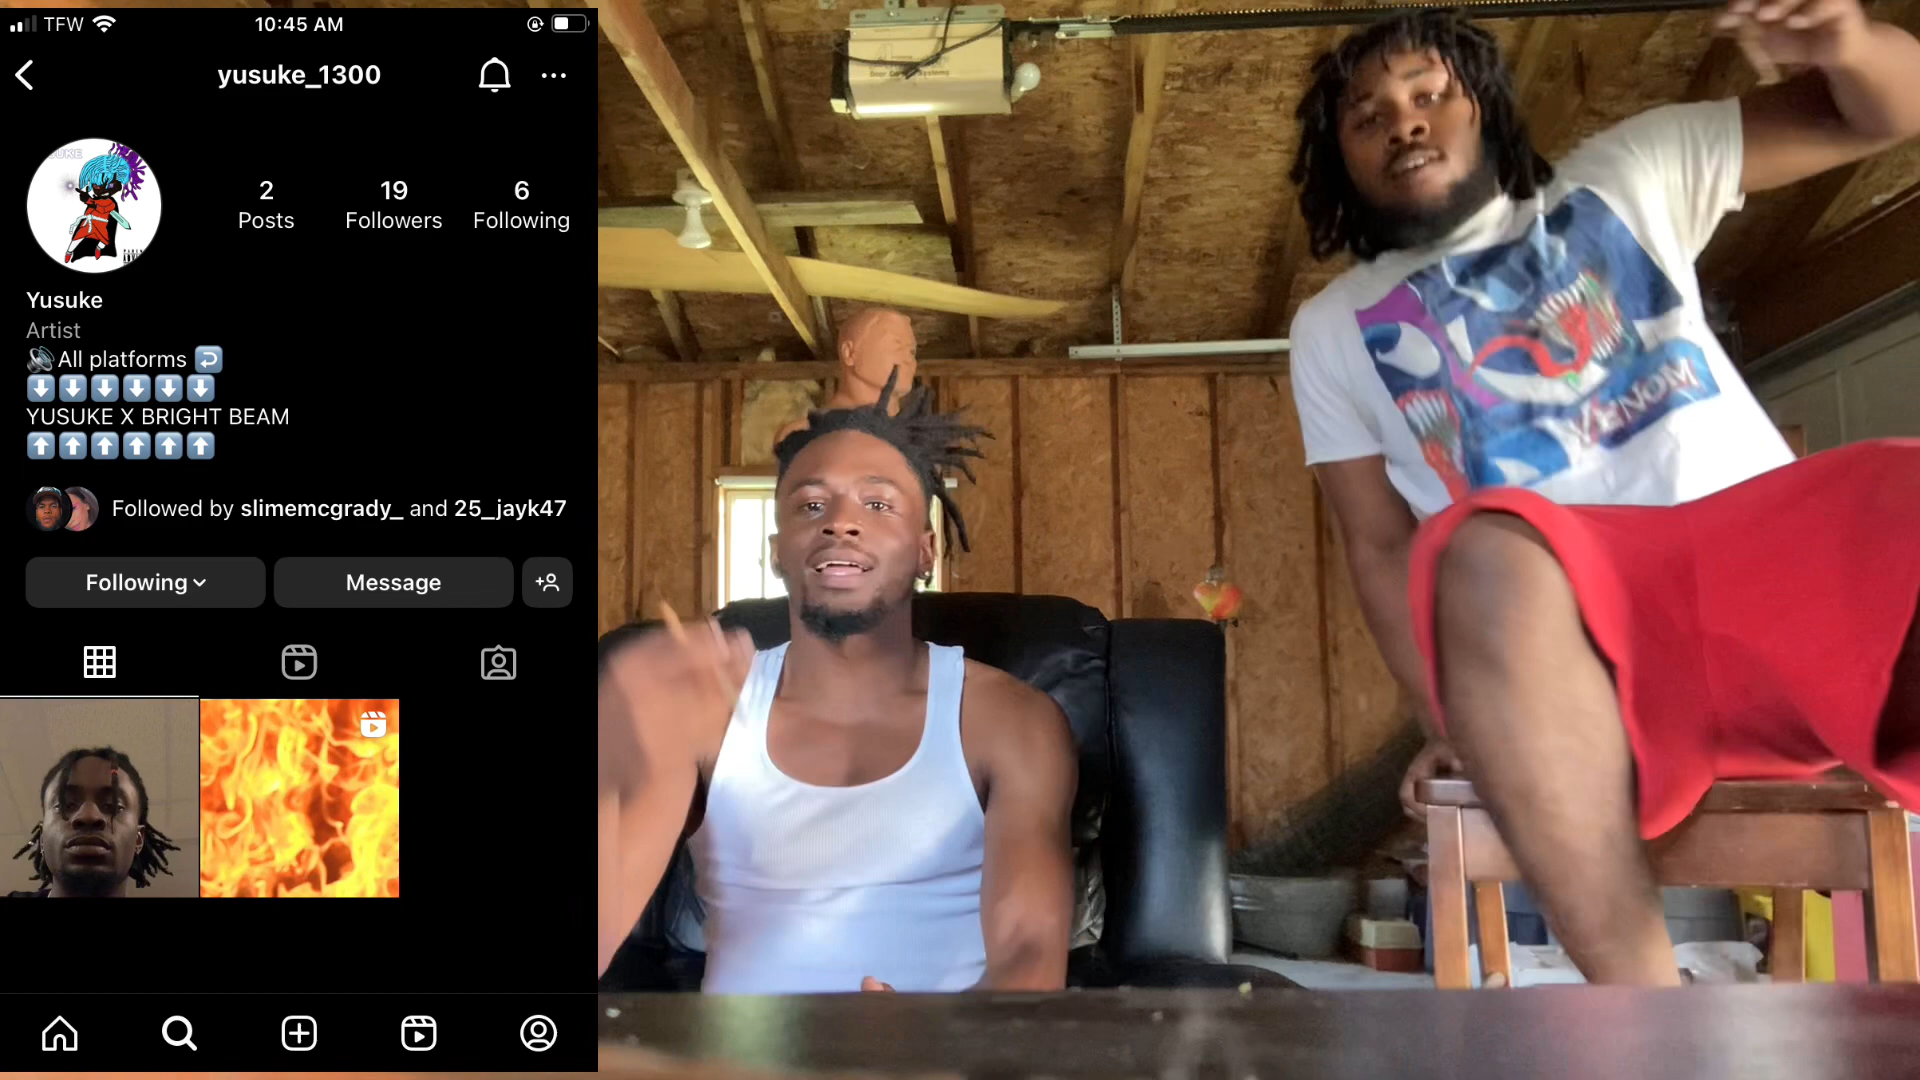 TFW
10:45 AM
yusuke_1300
2
Posts
19
Followers
6
Following
Yusuke
Artist
🔊All platforms ↩️
⬇️⬇️⬇️⬇️⬇️⬇️
YUSUKE X BRIGHT BEAM
⬆️⬆️⬆️⬆️⬆️⬆️
Followed by slimemcgrady_ and 25_jayk47
Following
Message
VENOM